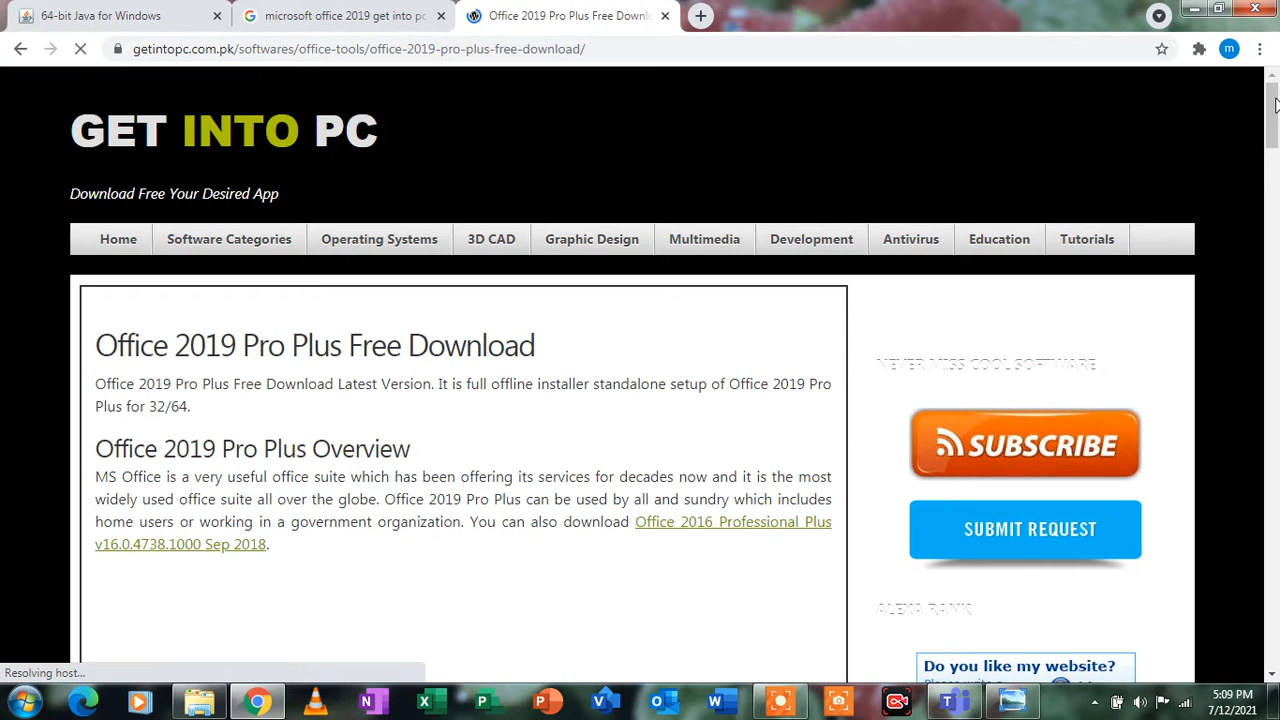 64-bit Java for Windows
microsoft office 2019 get into pc
Office 2019 Pro Plus Free Downl
getintopc.com.pk/softwares/office-tools/office-2019-pro-plus-free-download/
m
GET INTO PC
Download Free Your Desired App
Home Software Categories Operating Systems 3D CAD Graphic Design Multimedia Development Antivirus Education Tutorials
Office 2019 Pro Plus Free Download
Office 2019 Pro Plus Free Download Latest Version. It is full offline installer standalone setup of Office 2019 Pro
Plus for 32/64.
Office 2019 Pro Plus Overview
MS Office is a very useful office suite which has been offering its services for decades now and it is the most
widely used office suite all over the globe. Office 2019 Pro Plus can be used by all and sundry which includes
home users or working in a government organization. You can also download Office 2016 Professional Plus
v16.0.4738.1000 Sep 2018.
NEVER MISS COOL SOFTWARE
SUBSCRIBE
SUBMIT REQUEST
ALEXA RANK
Do you like my website?
Resolving host...
5:09 PM
7/12/2021